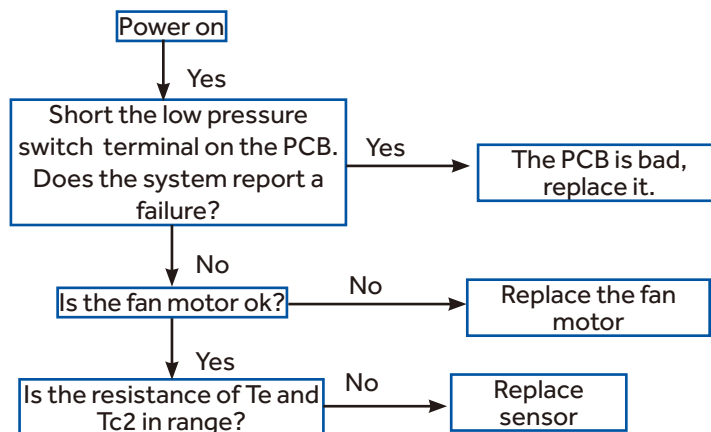 Power on
Yes
Short the low pressure
switch terminal on the PCB.
Does the system report a
failure?
Yes
The PCB is bad,
replace it.
No
Is the fan motor ok?
No
Replace the fan
motor
Yes
Is the resistance of Te and
Tc2 in range?
No
Replace
sensor